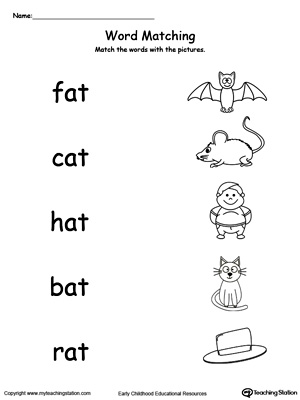 Name:
Word Matching
Match the words with the pictures.
fat
cat
hat
bat
rat
TeachingStation
Copyright © www.myteachingstation.com
Early Childhood Educational Resources